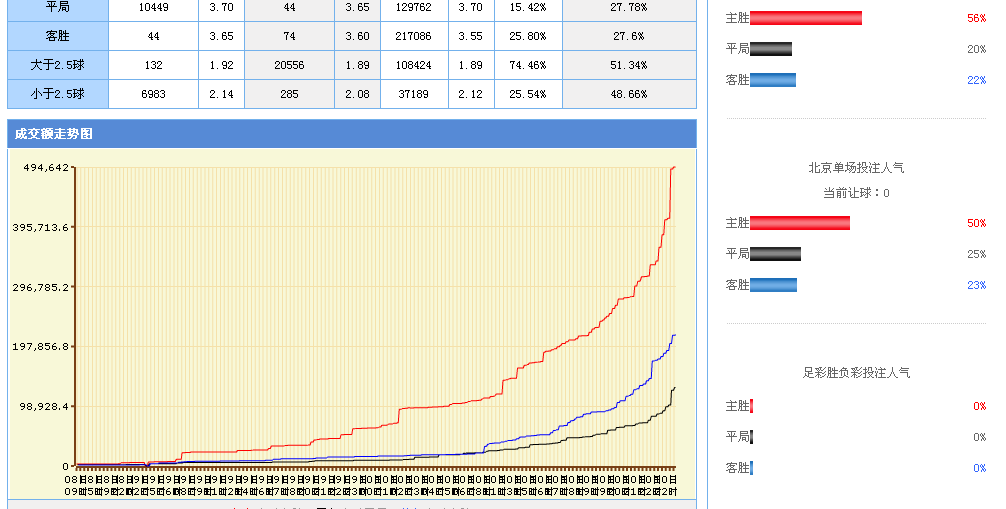 平局 10449 3.70 44 3.65 129762 3.70 15.42% 27.78%
客胜 44 3.65 74 3.60 217086 3.55 25.80% 27.6%
大于2.5球 132 1.92 20556 1.89 108424 1.89 74.46% 51.34%
小于2.5球 6983 2.14 285 2.08 37189 2.12 25.54% 48.66%
成交额走势图
494,642
395,713.6
296,785.2
197,856.8
98,928.4
0
主胜 56%
平局 20%
客胜 22%
北京单场投注人气
当前让球：0
主胜 50%
平局 25%
客胜 23%
足彩胜负彩投注人气
主胜 0%
平局 0%
客胜 0%